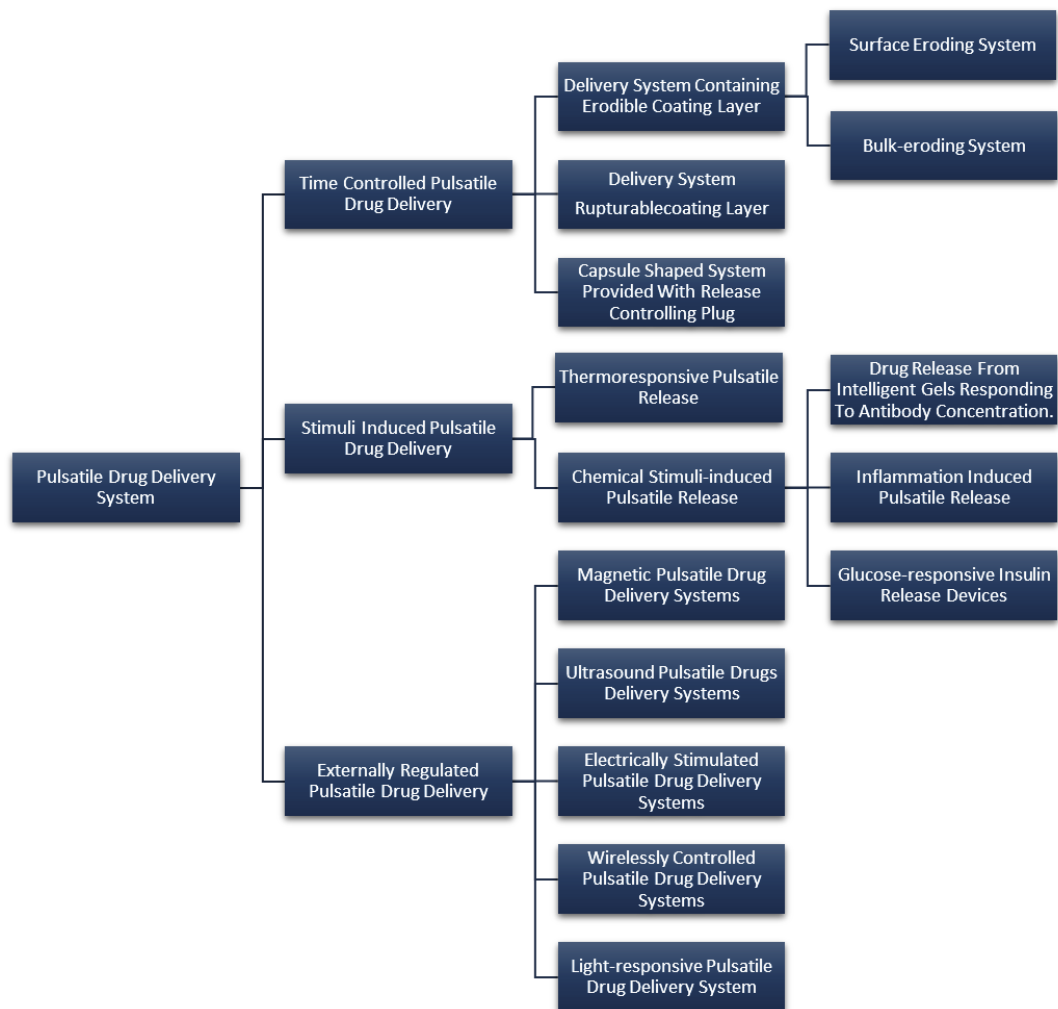 Pulsatile Drug Delivery
System
Time Controlled Pulsatile
Drug Delivery
Delivery System Containing
Erodible Coating Layer
Surface Eroding System
Bulk-eroding System
Delivery System
Rupturablecoating Layer
Capsule Shaped System
Provided With Release
Controlling Plug
Stimuli Induced Pulsatile
Drug Delivery
Thermoresponsive Pulsatile
Release
Chemical Stimuli-induced
Pulsatile Release
Drug Release From
Intelligent Gels Responding
To Antibody Concentration.
Inflammation Induced
Pulsatile Release
Glucose-responsive Insulin
Release Devices
Externally Regulated
Pulsatile Drug Delivery
Magnetic Pulsatile Drug
Delivery Systems
Ultrasound Pulsatile Drugs
Delivery Systems
Electrically Stimulated
Pulsatile Drug Delivery
Systems
Wirelessly Controlled
Pulsatile Drug Delivery
Systems
Light-responsive Pulsatile
Drug Delivery System